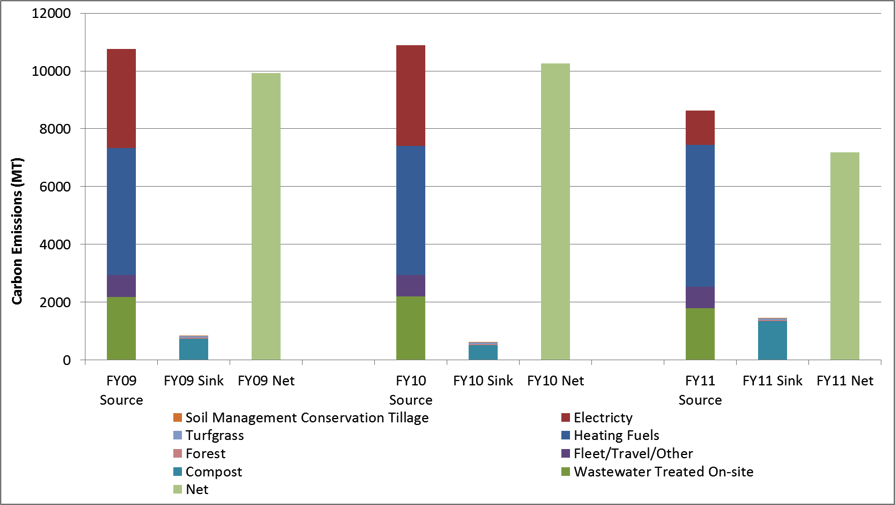 12000
10000
8000
6000
4000
2000
0
Carbon Emissions (MT)
FY09 Source
FY09 Sink
FY09 Net
FY10 Source
FY10 Sink
FY10 Net
FY11 Source
FY11 Sink
FY11 Net
Soil Management Conservation Tillage
Turfgrass
Forest
Compost
Net
Electricty
Heating Fuels
Fleet/Travel/Other
Wastewater Treated On-site